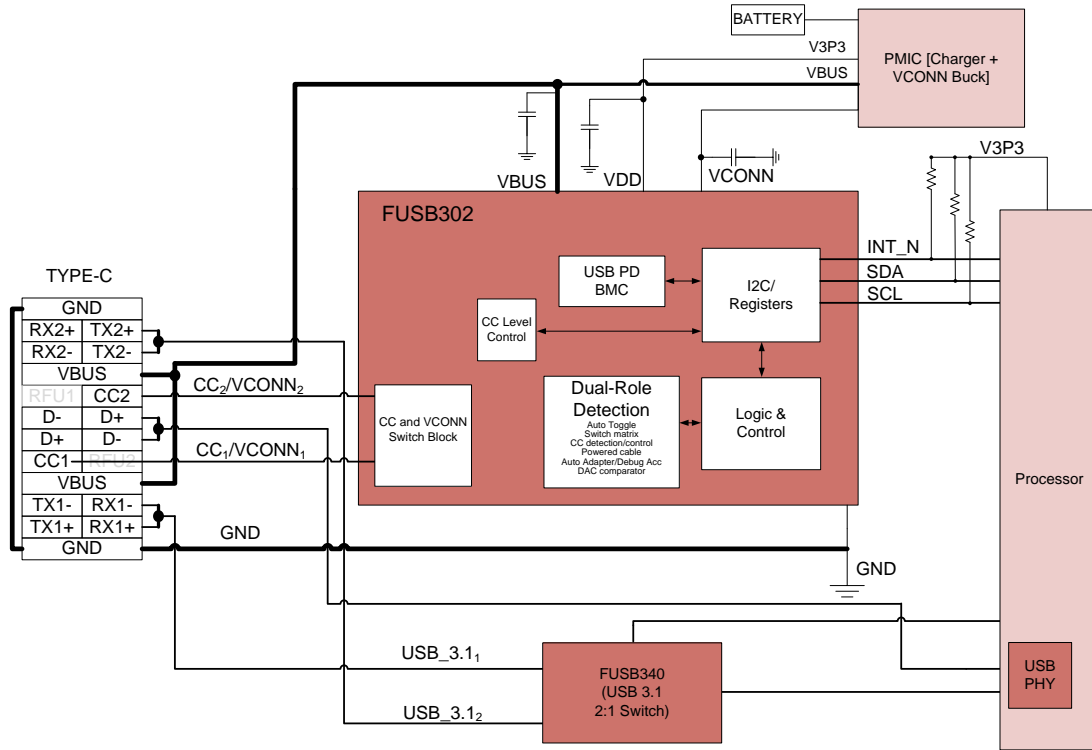 BATTERY
V3P3
VBUS
PMIC [Charger +
VCONN Buck]
VBUS
VDD
VCONN
V3P3
FUSB302
USB PD
BMC
I2C/
Registers
INT_N
SDA
SCL
CC Level
Control
Dual-Role
Detection
Auto Toggle
Switch matrix
CC detection/control
Powered cable
Auto Adapter/Debug Acc
DAC comparator
Logic &
Control
CC and VCONN
Switch Block
CC2/VCONN2
CC1/VCONN1
TYPE-C
GND
RX2+ TX2+
RX2- TX2-
VBUS
RFU1 CC2
D- D+
D+ D-
CC1 RFU2
VBUS
TX1- RX1-
TX1+ RX1+
GND
GND
GND
Processor
USB_3.11
USB_3.12
FUSB340
(USB 3.1
2:1 Switch)
USB
PHY